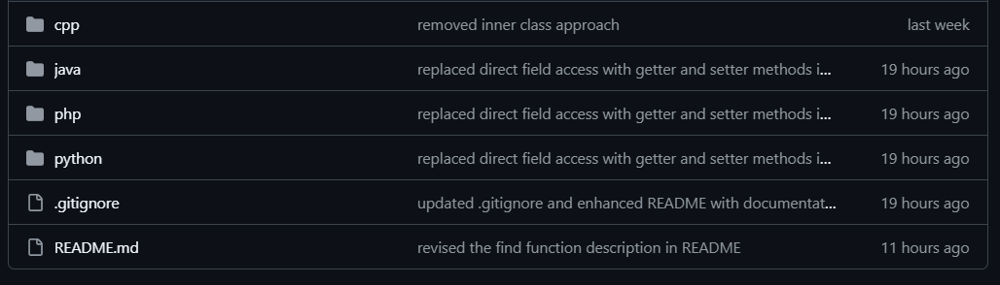 cpp removed inner class approach last week
java replaced direct field access with getter and setter methods i... 19 hours ago
php replaced direct field access with getter and setter methods i... 19 hours ago
python replaced direct field access with getter and setter methods i... 19 hours ago
.gitignore updated .gitignore and enhanced README with documentat... 19 hours ago
README.md revised the find function description in README 11 hours ago